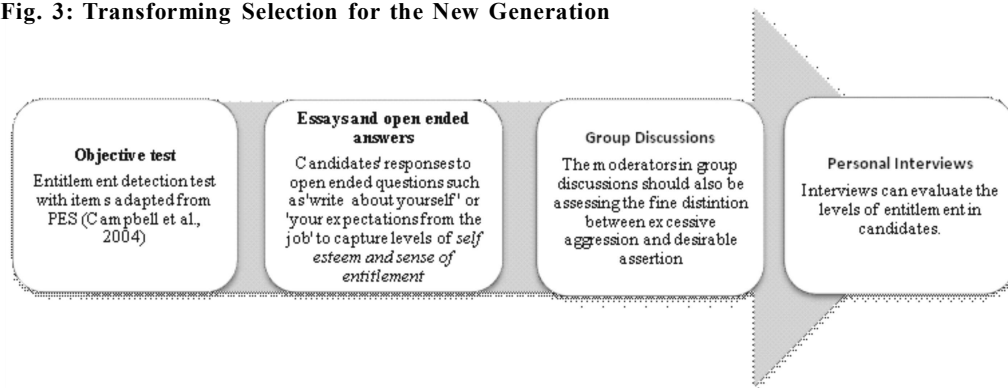 Fig. 3: Transforming Selection for the New Generation
Objective test
Entitlement detection test
with items adapted from
PES (Campbell et al.,
2004)
Essays and open ended
answers
Candidates' responses to
open ended questions such
as 'write about yourself' or
'your expectations from the
job' to capture levels of self
esteem and sense of
entitlement
Group Discussions
The moderators in group
discussions should also be
assessing the fine distintion
between excessive
aggression and desirable
assertion
Personal Interviews
Interviews can evaluate the
levels of entitlement in
candidates.